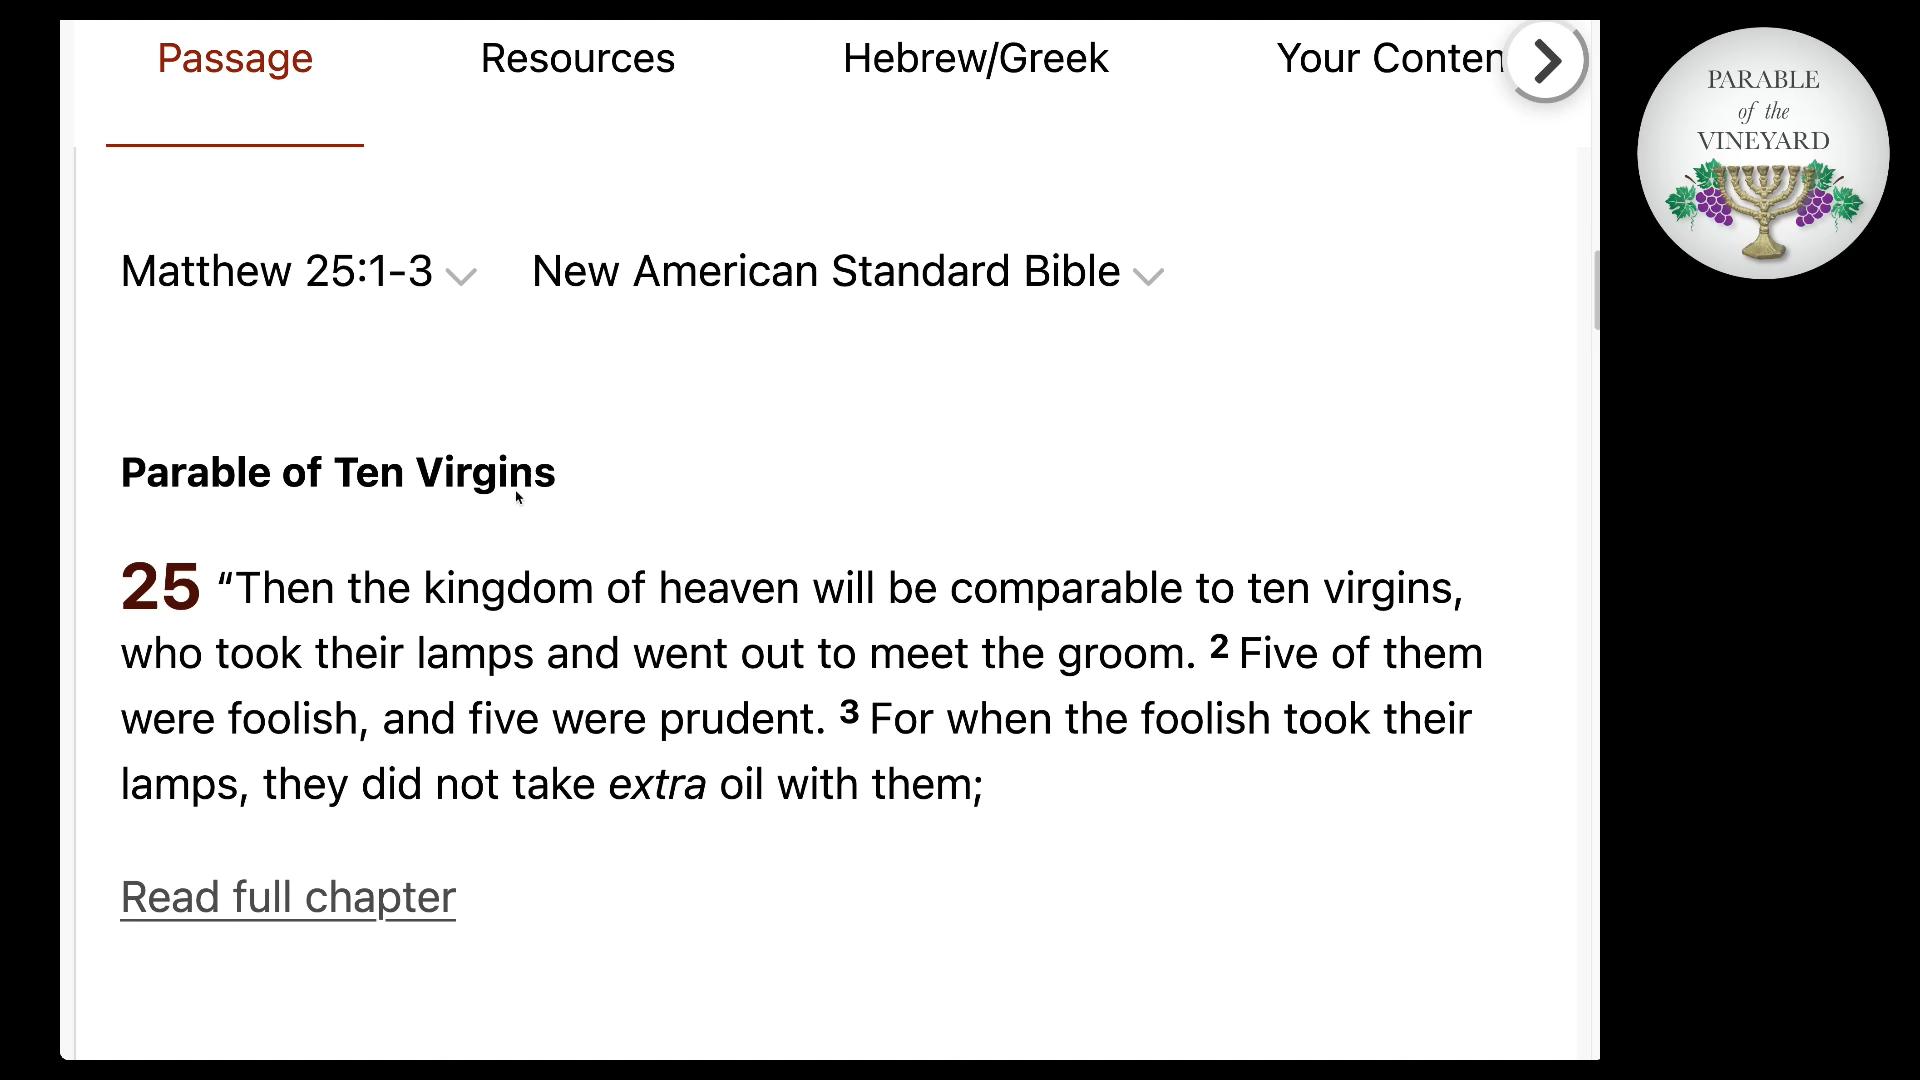 Passage Resources Hebrew/Greek Your Conten
PARABLE
of the
VINEYARD
Matthew 25:1-3 New American Standard Bible
Parable of Ten Virgins
25 “Then the kingdom of heaven will be comparable to ten virgins,
who took their lamps and went out to meet the groom. 2 Five of them
were foolish, and five were prudent. 3 For when the foolish took their
lamps, they did not take extra oil with them;
Read full chapter